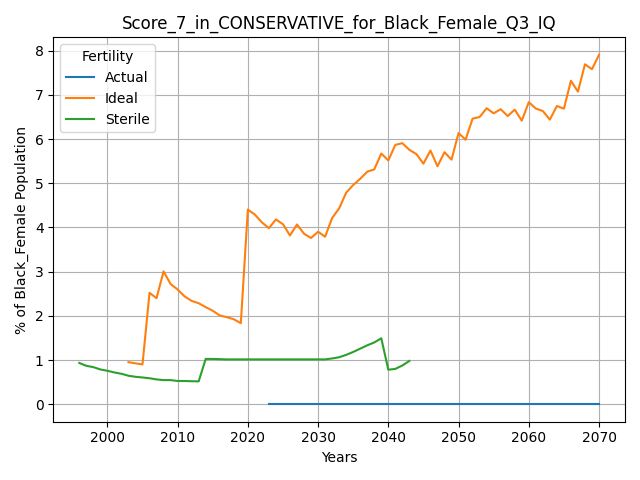 Score_7_in_CONSERVATIVE_for_Black_Female_Q3_IQ
Fertility
Actual
Ideal
Sterile
% of Black_Female Population
8
7
6
5
4
3
2
1
0
2000 2010 2020 2030 2040 2050 2060 2070
Years